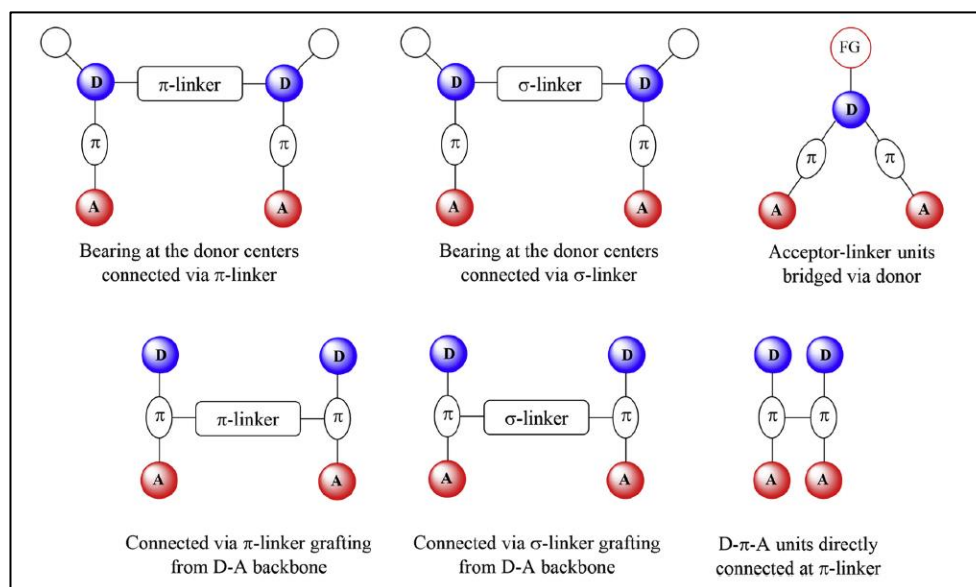 FG
D π-linker D
D σ-linker D
D
π π
π π
π π
A A
A A
A A
Bearing at the donor centers
connected via π-linker
Bearing at the donor centers
connected via σ-linker
Acceptor-linker units
bridged via donor
D D
D D
D D
π π-linker π
π σ-linker π
π π
A A
A A
A A
Connected via π-linker grafting
from D-A backbone
Connected via σ-linker grafting
from D-A backbone
D-π-A units directly
connected at π-linker